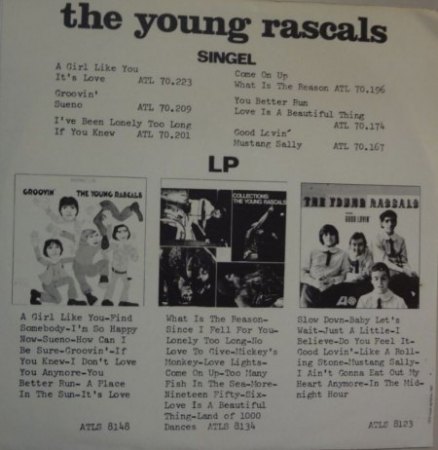 the young rascals
SINGEL
A Girl Like You
It's Love ATL 70.223
Groovin'
Sueno ATL 70.209
I've Been Lonely Too Long
If You Knew ATL 70.201
Come On Up
What Is The Reason ATL 70.196
You Better Run
Love Is A Beautiful Thing
ATL 70.174
Good Lovin'
Mustang Sally ATL 70.167
LP
GROOVIN THE YOUNG RASCALS
COLLECTIONS
THE YOUNG RASCALS
THE YOUNG RASCALS
GOOD LOVIN'
A Girl Like You-Find
Somebody-I'm So Happy
Now-Sueno-How Can I
Be Sure-Groovin'-If
You Knew-I Don't Love
You Anymore-You
Better Run- A Place
In The Sun-It's Love
ATLS 8148
What Is The Reason-
Since I Fell For You-
Lonely Too Long-So
Love To Give-Mickey's
Monkey-Love Lights-
Come On Up-Too Many
Fish In The Sea-More-
Nineteen Fifty-Six-
Love Is A Beautiful
Thing-Land of 1000
Dances ATLS 8134
Slow Down-Baby Let's
Wait-Just A Little-I
Believe-Do You Feel It-
Good Lovin'-Like A Roll-
ing Stone-Mustang Sally-
I Ain't Gonna Eat Out My
Heart Anymore-In The Mid-
night Hour
ATLS 8123